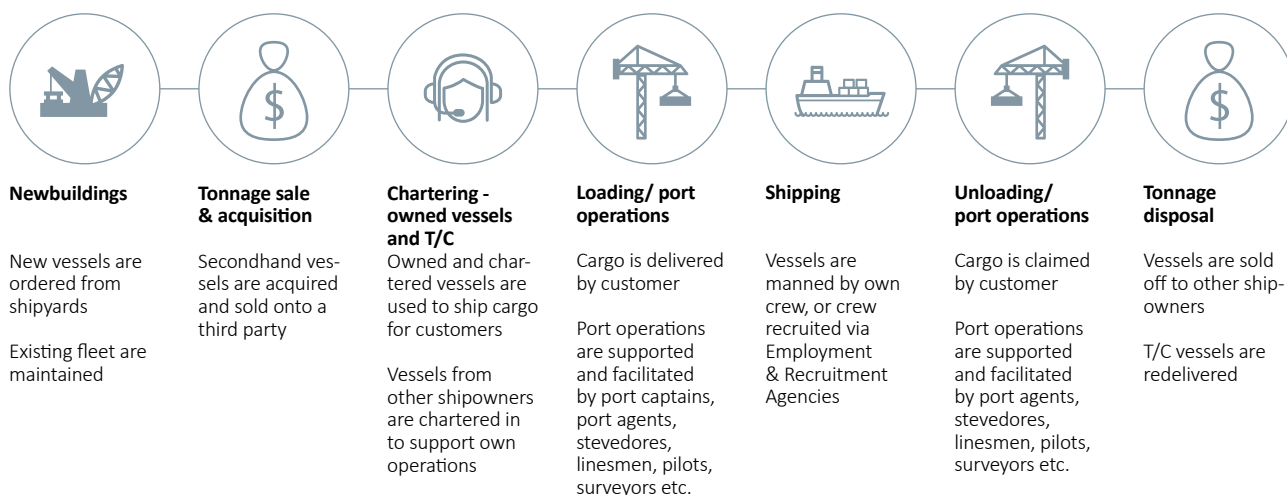 $
$
Newbuildings
New vessels are
ordered from
shipyards
Existing fleet are
maintained
Tonnage sale
& acquisition
Secondhand ves-
sels are acquired
and sold onto a
third party
Chartering -
owned vessels
and T/C
Owned and char-
tered vessels are
used to ship cargo
for customers
Vessels from
other shipowners
are chartered in
to support own
operations
Loading/ port
operations
Cargo is delivered
by customer
Port operations
are supported
and facilitated
by port captains,
port agents,
stevedores,
linesmen, pilots,
surveyors etc.
Shipping
Vessels are
manned by own
crew, or crew
recruited via
Employment
& Recruitment
Agencies
Unloading/
port operations
Cargo is claimed
by customer
Port operations
are supported
and facilitated
by port agents,
stevedores,
linesmen, pilots,
surveyors etc.
Tonnage
disposal
Vessels are sold
off to other ship-
owners
T/C vessels are
redelivered